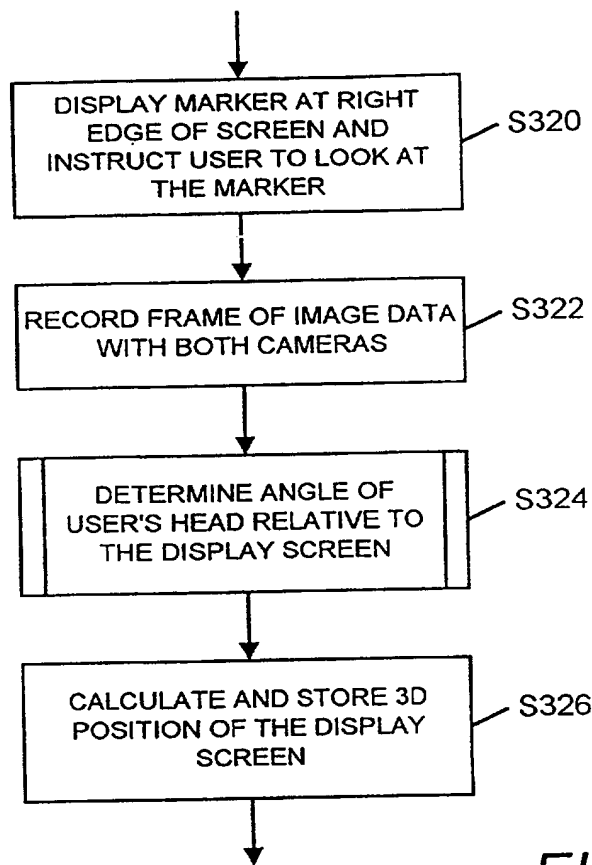 DISPLAY MARKER AT RIGHT
EDGE OF SCREEN AND
INSTRUCT USER TO LOOK AT
THE MARKER
S320
RECORD FRAME OF IMAGE DATA
WITH BOTH CAMERAS
S322
DETERMINE ANGLE OF
USER'S HEAD RELATIVE TO
THE DISPLAY SCREEN
S324
CALCULATE AND STORE 3D
POSITION OF THE DISPLAY
SCREEN
S326